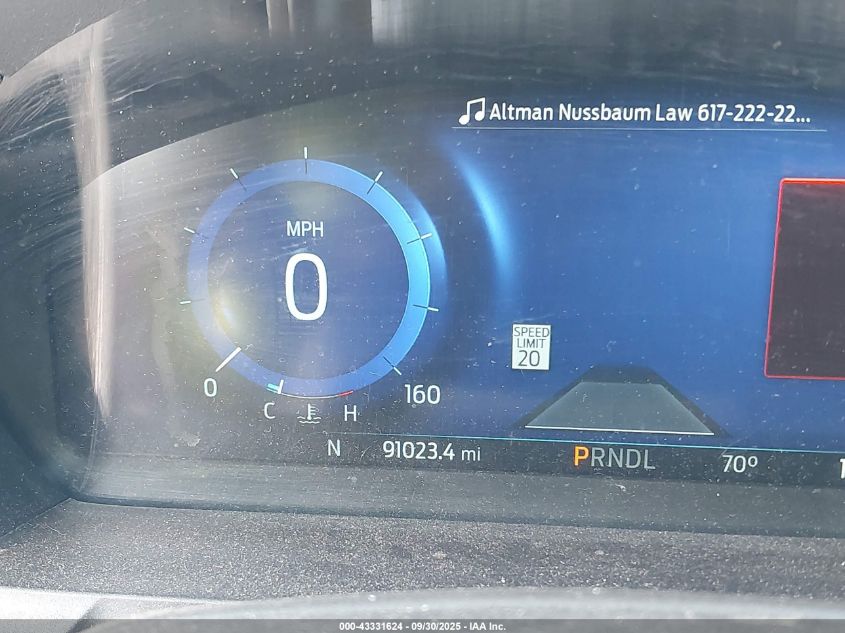 Altman Nussbaum Law 617-222-22...
MPH
0
SPEED
LIMIT
20
0
160
C
H
N 91023.4 mi PRNDL 70°
000-43331624 - 09/30/2025 - IAA Inc.